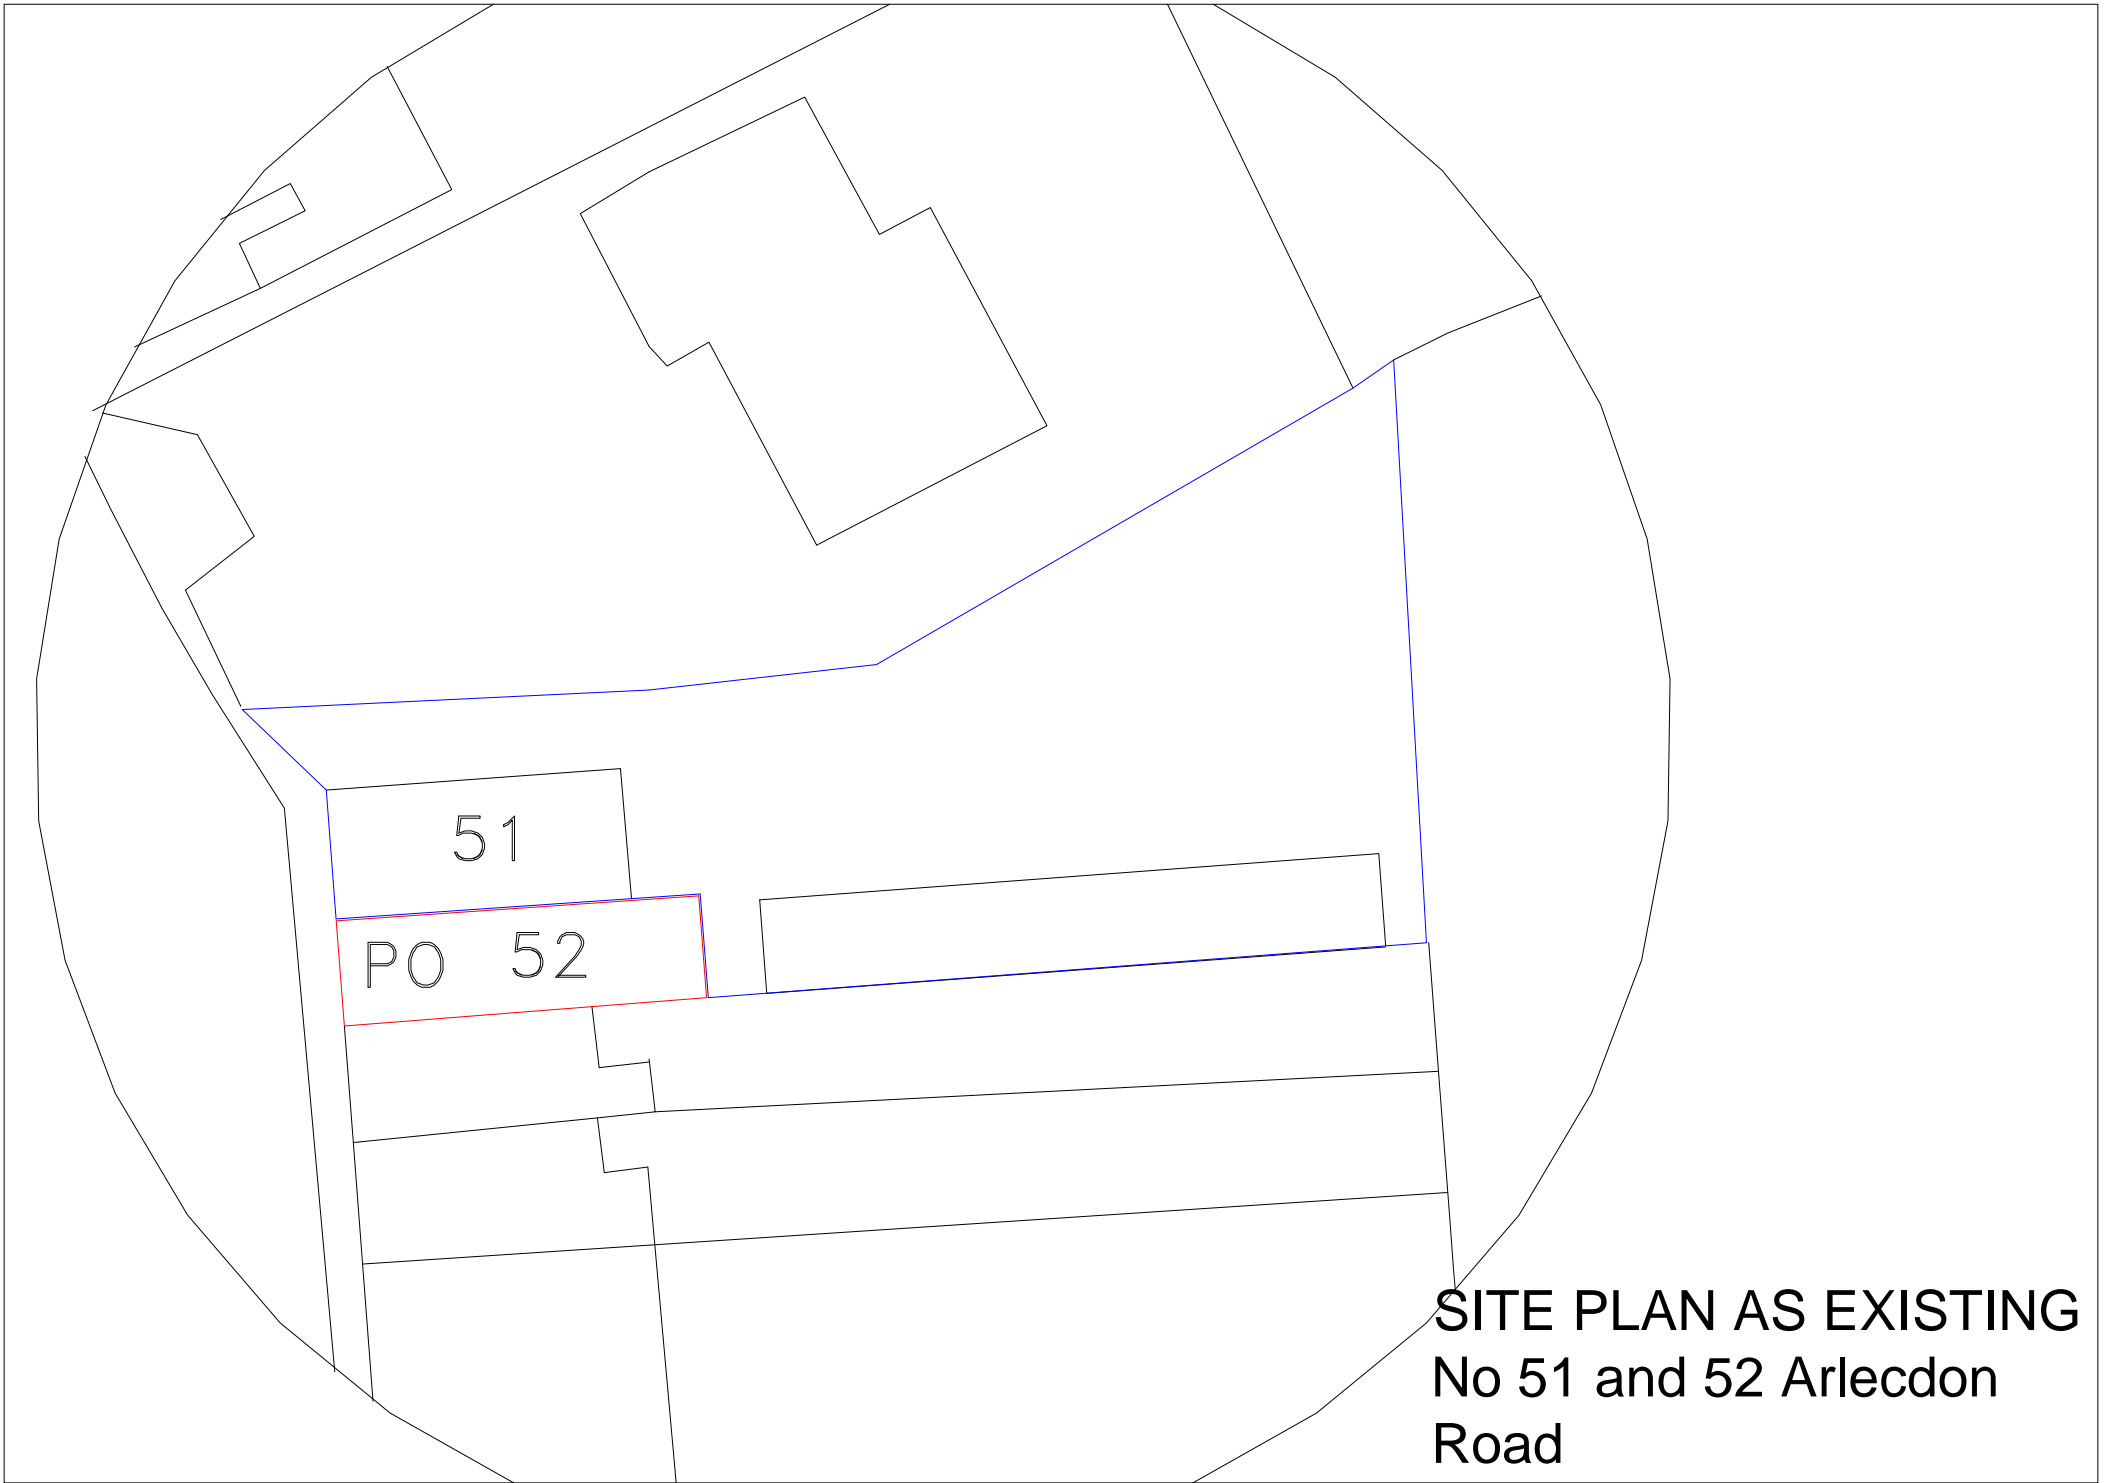 51
PO 52
SITE PLAN AS EXISTING
No 51 and 52 Arlecdon
Road